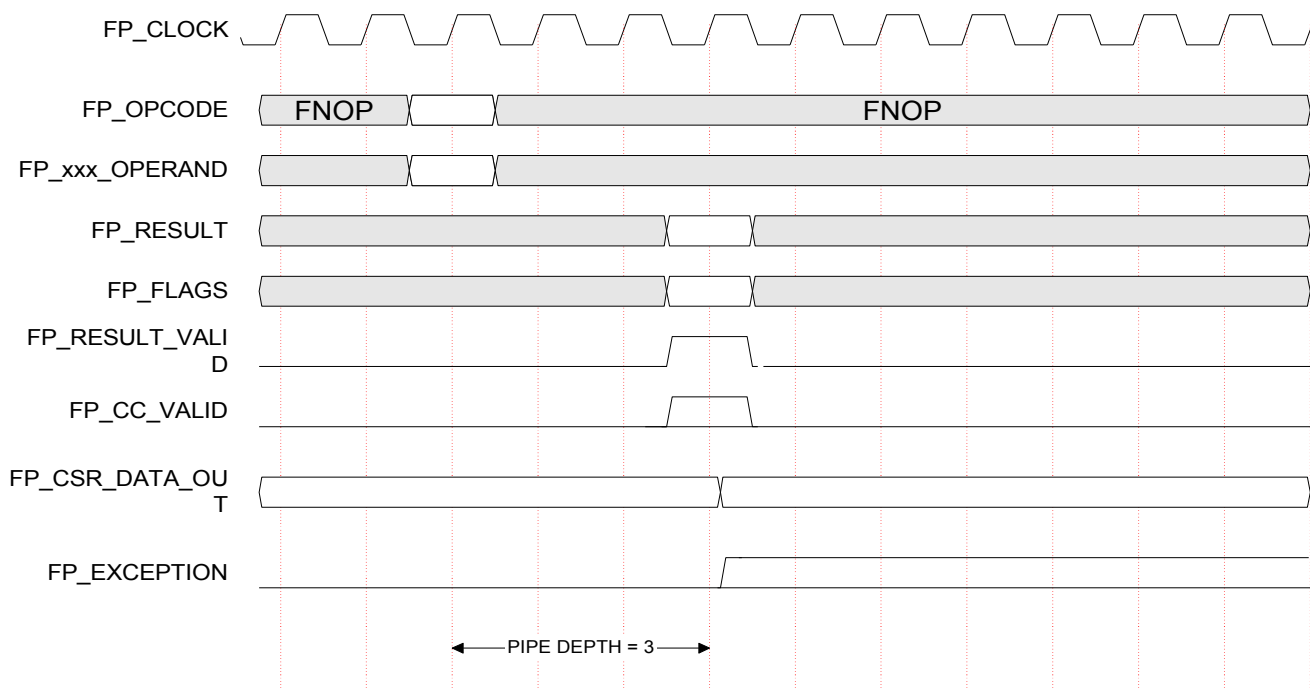 FP_CLOCK
FP_OPCODE
FNOP
FNOP
FP_xxx_OPERAND
FP_RESULT
FP_FLAGS
FP_RESULT_VALI
D
FP_CC_VALID
FP_CSR_DATA_OU
T
FP_EXCEPTION
PIPE DEPTH = 3